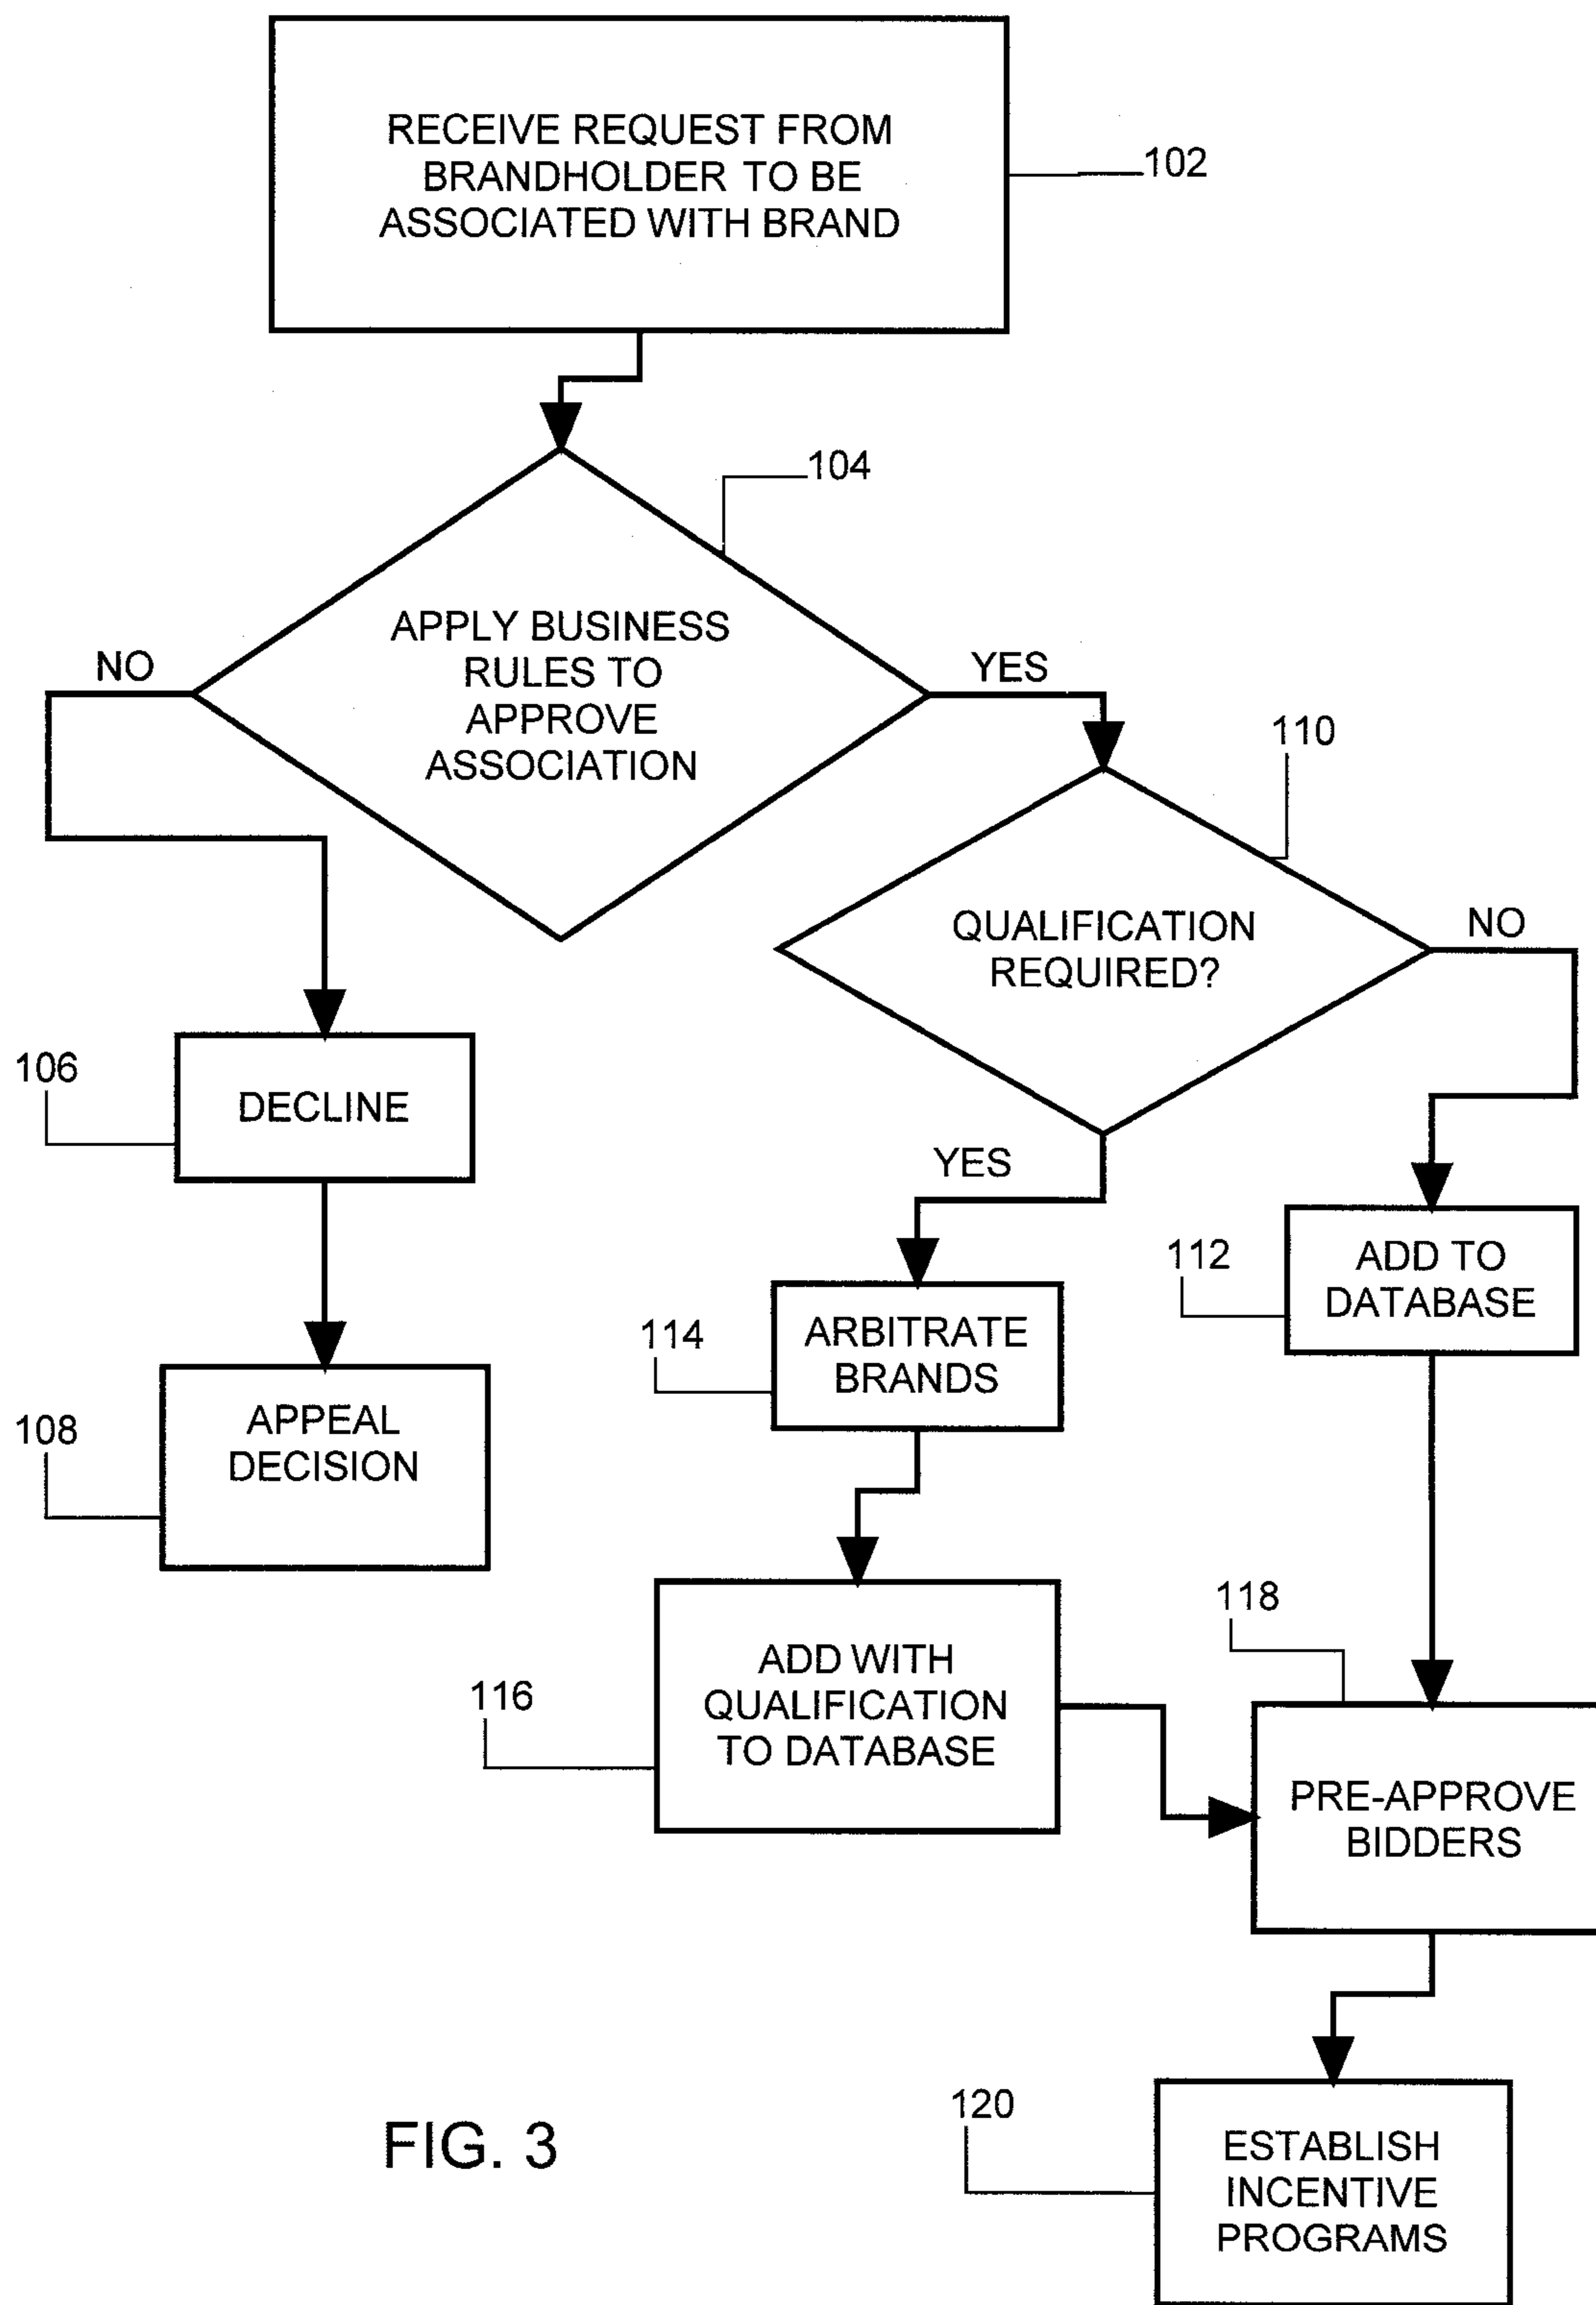 RECEIVE REQUEST FROM
BRANDHOLDER TO BE
ASSOCIATED WITH BRAND
102
104
APPLY BUSINESS
RULES TO
APPROVE
ASSOCIATION
NO
YES
110
QUALIFICATION
REQUIRED?
NO
YES
106
DECLINE
108
APPEAL
DECISION
112
ADD TO
DATABASE
114
ARBITRATE
BRANDS
116
ADD WITH
QUALIFICATION
TO DATABASE
118
PRE-APPROVE
BIDDERS
120
ESTABLISH
INCENTIVE
PROGRAMS
FIG. 3